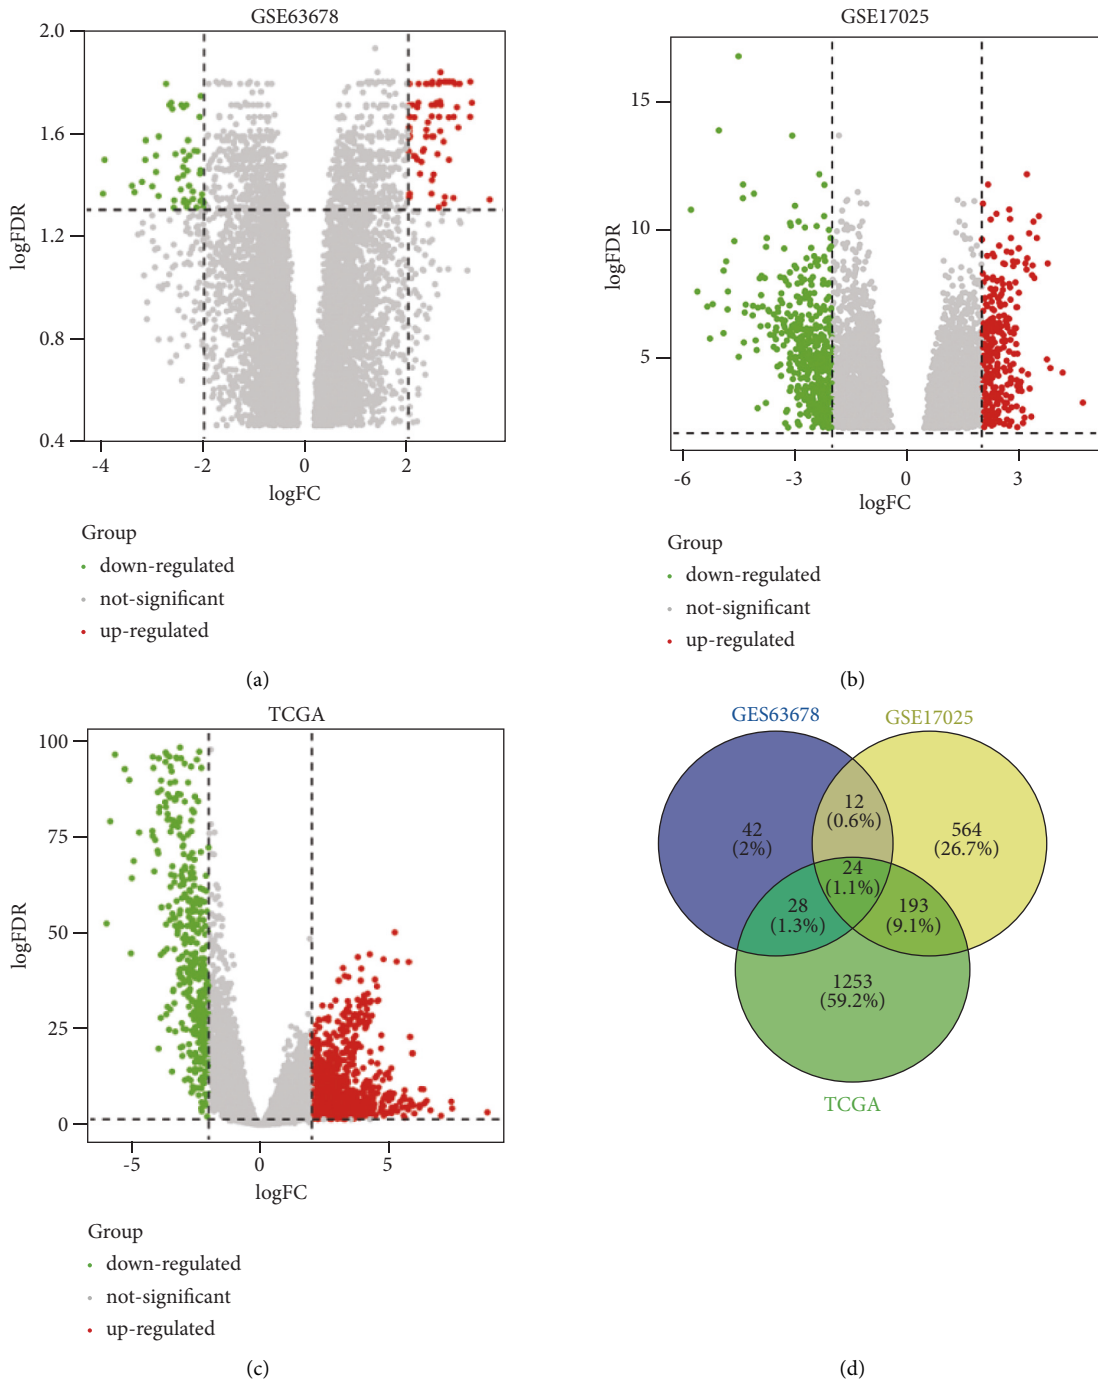 GSE63678
2.0
1.6
1.2
0.8
0.4
logFDR
-4
-2
0
2
logFC
Group
down-regulated
not-significant
up-regulated
(a)
GSE17025
15
10
5
logFDR
-6
-3
0
3
logFC
Group
down-regulated
not-significant
up-regulated
(b)
TCGA
100
75
50
25
0
logFDR
-5
0
5
logFC
Group
down-regulated
not-significant
up-regulated
(c)
GES63678
GSE17025
12
(0.6%)
42
(2%)
564
(26.7%)
24
(1.1%)
28
(1.3%)
193
(9.1%)
1253
(59.2%)
TCGA
(d)